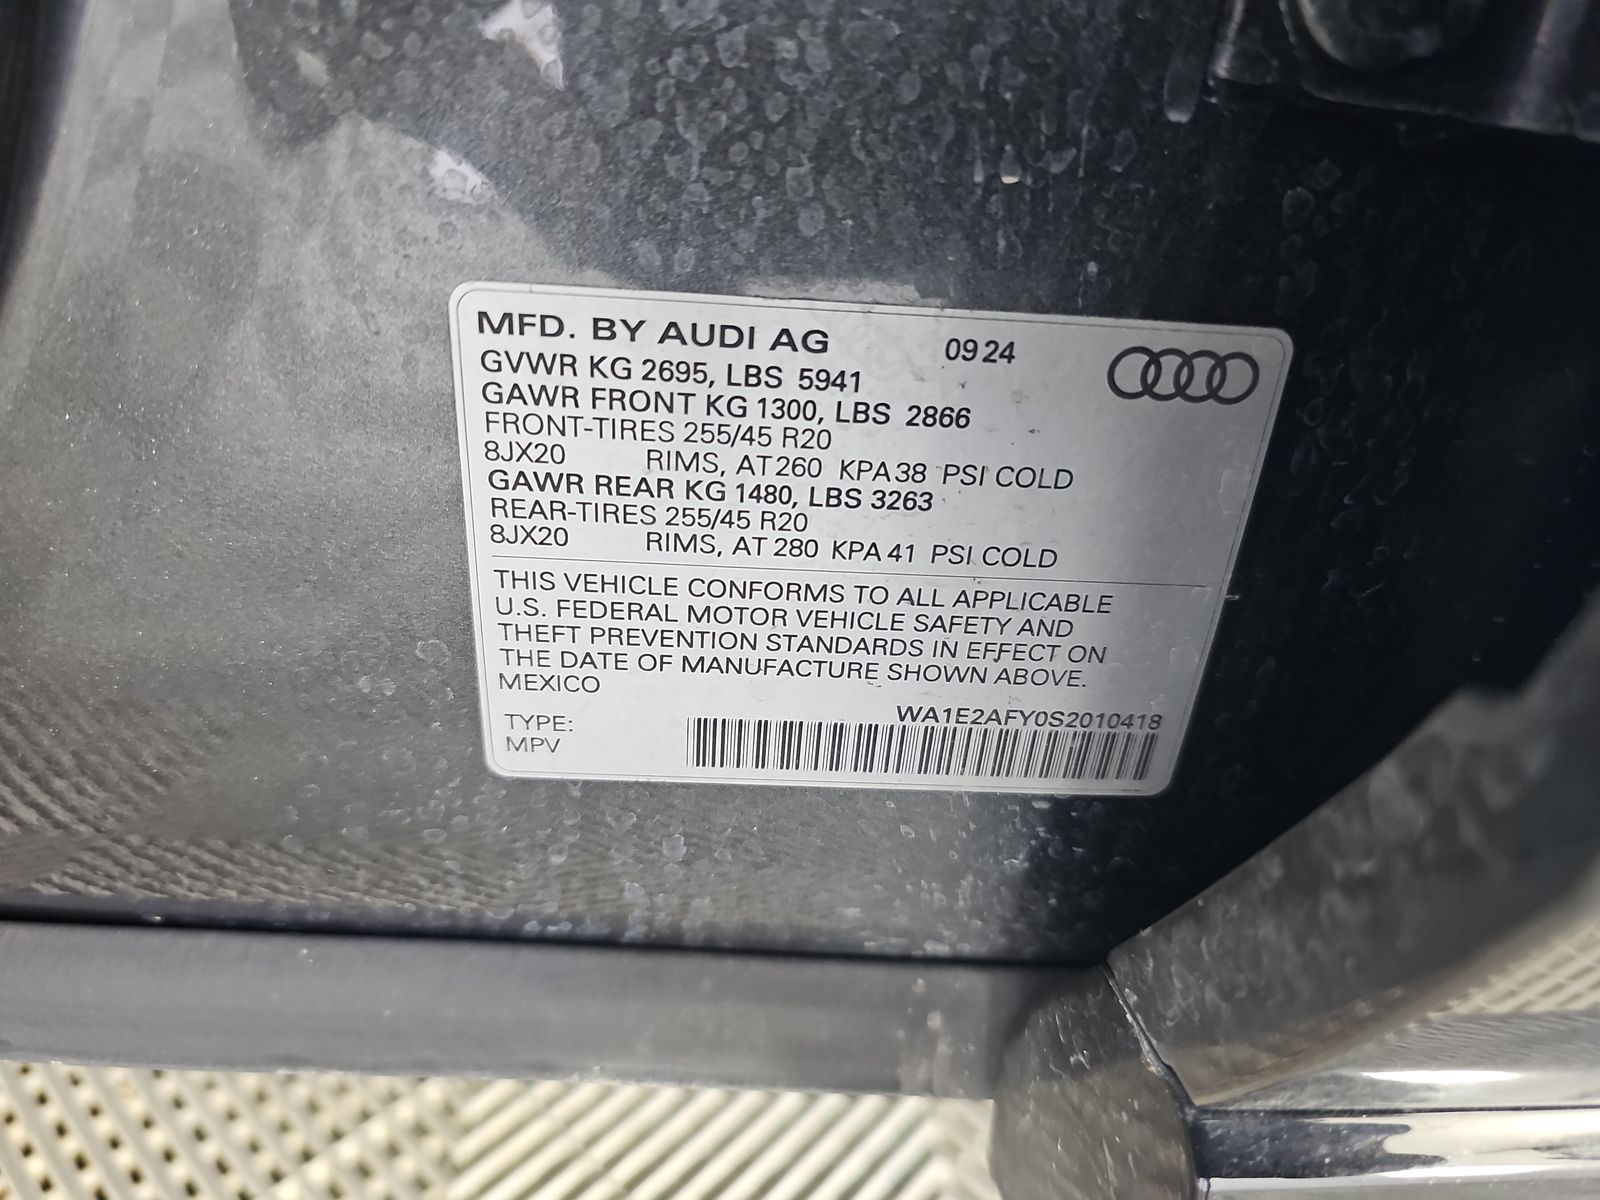 MFD. BY AUDI AG 09 24
GVWR KG 2695, LBS 5941
GAWR FRONT KG 1300, LBS 2866
FRONT-TIRES 255/45 R20
8JX20 RIMS, AT 260 KPA 38 PSI COLD
GAWR REAR KG 1480, LBS 3263
REAR-TIRES 255/45 R20
8JX20 RIMS, AT 280 KPA 41 PSI COLD
THIS VEHICLE CONFORMS TO ALL APPLICABLE
U.S. FEDERAL MOTOR VEHICLE SAFETY AND
THEFT PREVENTION STANDARDS IN EFFECT ON
THE DATE OF MANUFACTURE SHOWN ABOVE.
MEXICO
WA1E2AFY0S2010418
TYPE:
MPV